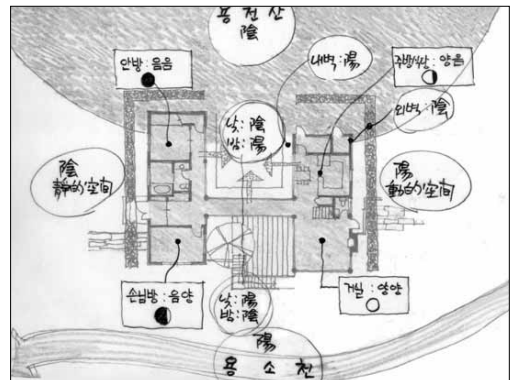 용천산
陰
안방:음음
내벽:陽
주방식당:양음
낮:陰
밤:陽
외벽:陰
陰
靜的空間
陽
動的空間
손님방:음양
낮:陽
밤:陰
거실:양양
陽
용소천